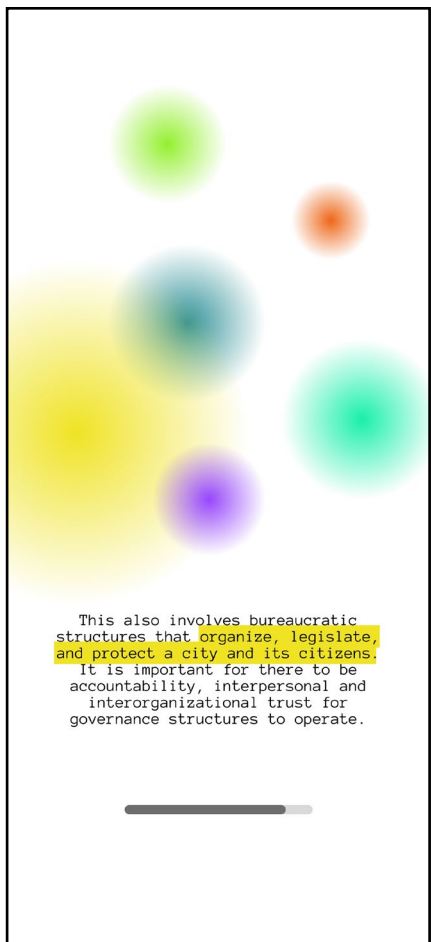 This also involves bureaucratic
structures that organize, legislate,
and protect a city and its citizens.
It is important for there to be
accountability, interpersonal and
interorganizational trust for
governance structures to operate.